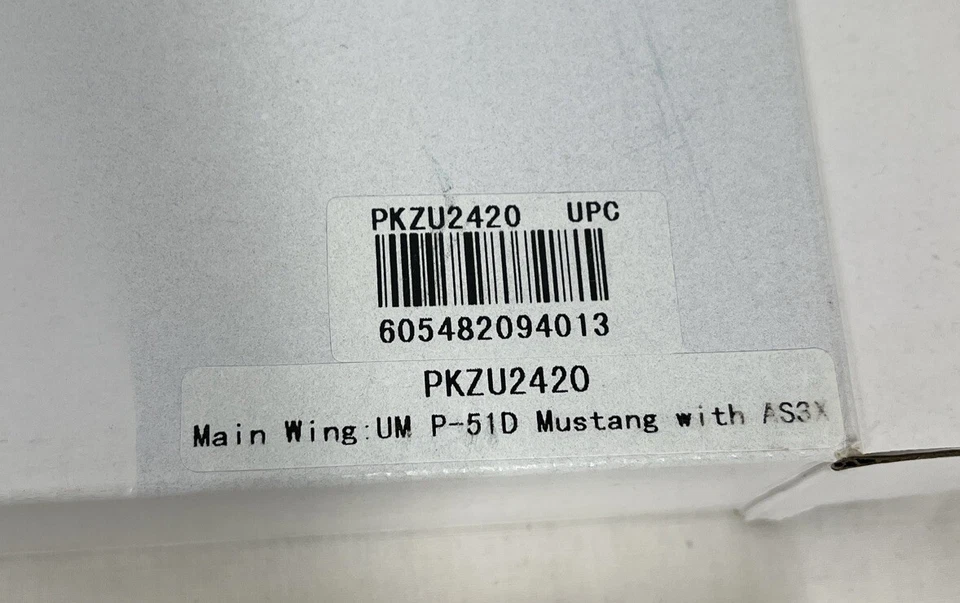 PKZU2420 UPC
605482094013
PKZU2420
Main Wing:UM P-51D Mustang with AS3X